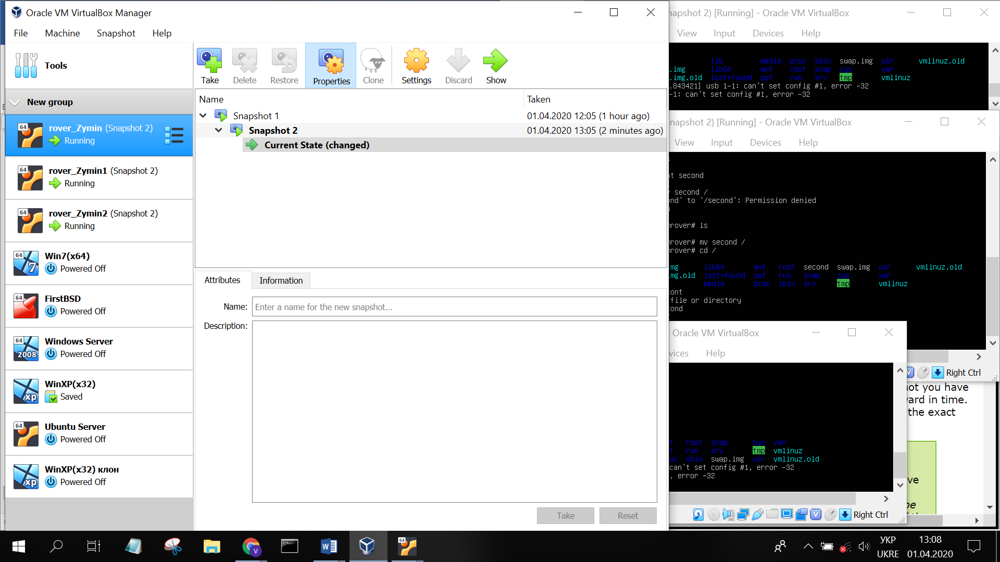 Oracle VM VirtualBox Manager
File Machine Snapshot Help
Tools
New group
64 rover_Zymin (Snapshot 2)
Running
64 rover_Zymin1 (Snapshot 2)
Running
64 rover_Zymin2 (Snapshot 2)
Running
64 Win7(x64)
7 Powered Off
64 FirstBSD
Powered Off
64 Windows Server
2008 Powered Off
WinXP(x32)
xp Saved
64 Ubuntu Server
Powered Off
WinXP(x32) клон
xp Powered Off
Take Delete Restore Properties Clone Settings Discard Show
Name Taken
Snapshot 1 01.04.2020 12:05 (1 hour ago)
Snapshot 2 01.04.2020 13:05 (2 minutes ago)
Current State (changed)
Attributes Information
Name: Enter a name for the new snapshot...
Description:
Take Reset
napshot 2) [Running] - Oracle VM VirtualBox
View Input Devices Help
lib media proc sbin swap.img usr vmlinuz.old
.img lib64 mnt root snap sys var
.img.old lost+found opt run srv tmp vmlinuz
.843421] usb 1-1: can't set config #1, error -32
-1: can't set config #1, error -32
napshot 2) [Running] - Oracle VM VirtualBox
View Input Devices Help
at second
second /
ond' to '/second': Permission denied
rover# ls
rover# mv second /
rover# cd /
mg lib64 mnt root second swap.img usr vmlinuz.old
mg.old lost+found opt run snap sys var
media proc sbin srv tmp vmlinuz
cont
file or directory
cond
Right Ctrl
- Oracle VM VirtualBox
vices Help
t root snap sys var
t run srv tmp vmlinuz
oc sbin swap.img usr vmlinuz.old
can't set config #1, error -32
, error -32
Right Ctrl
not you have
ward in time.
the exact
ve
be
64
УКР
UKRE
13:08
01.04.2020